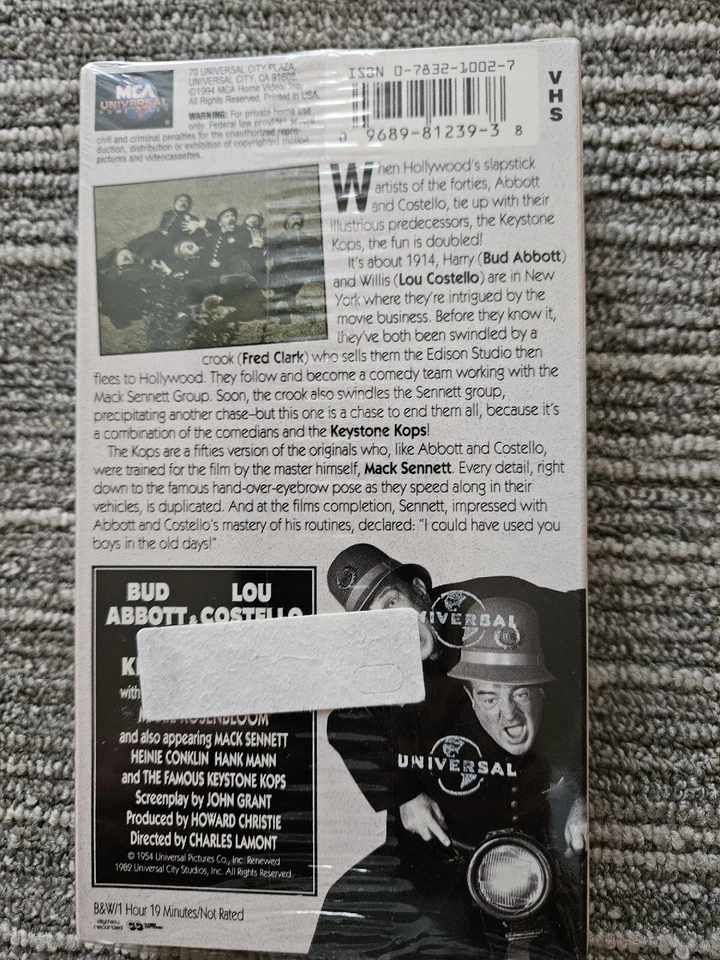 MCA
UNIVERSAL
70 UNIVERSAL CITY PLAZA,
UNIVERSAL CITY, CA 91608
©1994 MCA Home Video, Inc.
All Rights Reserved. Printed in USA.
WARNING: For private home use
only. Federal law provides severe
civil and criminal penalties for the unauthorized repro-
duction, distribution or exhibition of copyrighted motion
pictures and videocassettes.
ISBN 0-7832-1002-7
9689-81239-3 8
VHS
When Hollywood's slapstick
artists of the forties, Abbott
and Costello, tie up with their
illustrious predecessors, the Keystone
Kops, the fun is doubled!
It's about 1914, Harry (Bud Abbott)
and Willis (Lou Costello) are in New
York where they're intrigued by the
movie business. Before they know it,
they've both been swindled by a
crook (Fred Clark) who sells them the Edison Studio then
flees to Hollywood. They follow and become a comedy team working with the
Mack Sennett Group. Soon, the crook also swindles the Sennett group,
precipitating another chase–but this one is a chase to end them all, because it's
a combination of the comedians and the Keystone Kops!
The Kops are a fifties version of the originals who, like Abbott and Costello,
were trained for the film by the master himself, Mack Sennett. Every detail, right
down to the famous hand-over-eyebrow pose as they speed along in their
vehicles, is duplicated. And at the films completion, Sennett, impressed with
Abbott and Costello's mastery of his routines, declared: "I could have used you
boys in the old days!"
BUD LOU
ABBOTT & COSTELLO
with
ROSENBLOOM
and also appearing MACK SENNETT
HEINIE CONKLIN HANK MANN
and THE FAMOUS KEYSTONE KOPS
Screenplay by JOHN GRANT
Produced by HOWARD CHRISTIE
Directed by CHARLES LAMONT
© 1954 Universal Pictures Co., Inc. Renewed
1982 Universal City Studios, Inc. All Rights Reserved.
UNIVERSAL
UNIVERSAL
B&W/1 Hour 19 Minutes/Not Rated
digitally
recorded